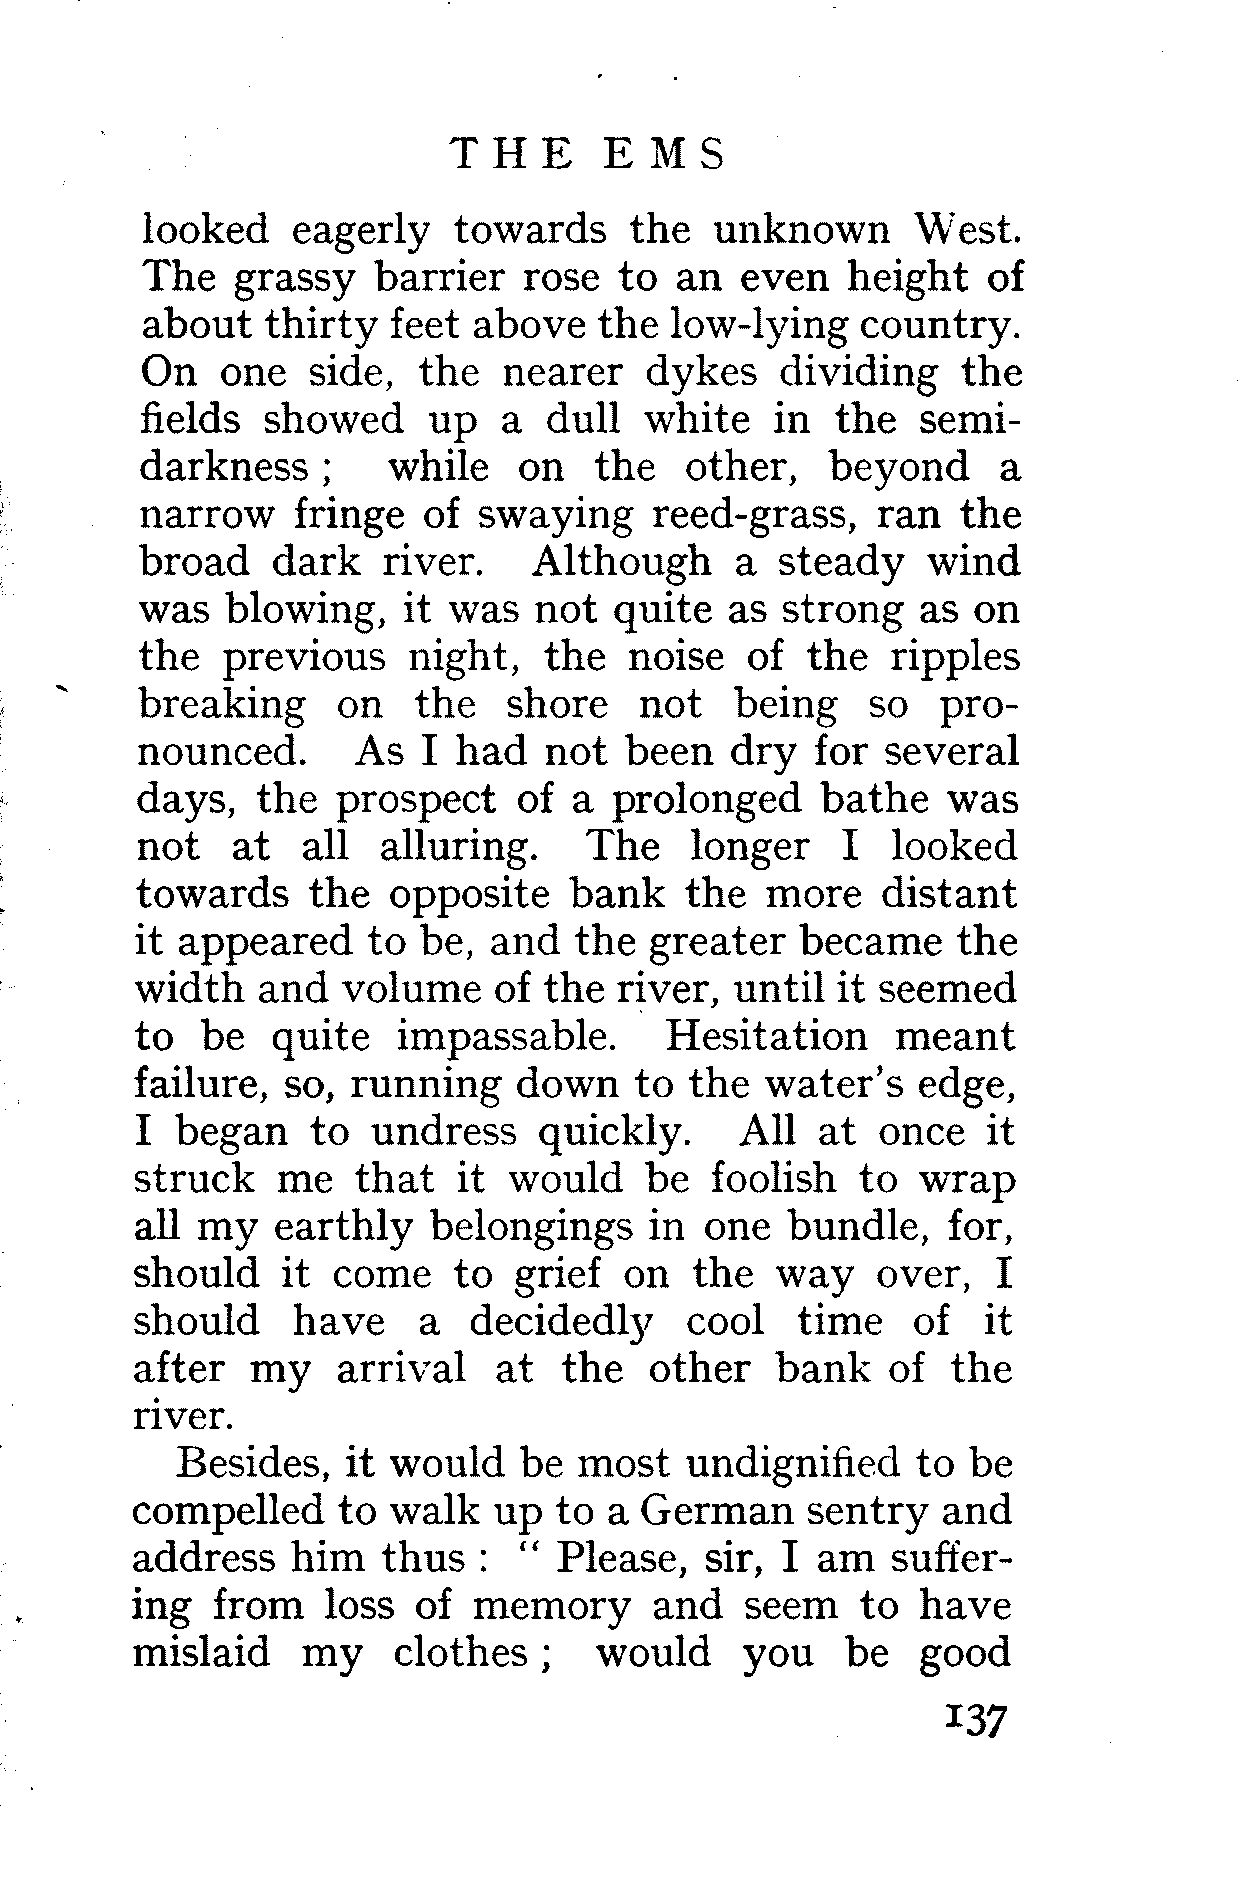 THE EMS
looked eagerly towards the unknown West.
The grassy barrier rose to an even height of
about thirty feet above the low-lying country.
On one side, the nearer dykes dividing the
fields showed up a dull white in the semi-
darkness ; while on the other, beyond a
narrow fringe of swaying reed-grass, ran the
broad dark river. Although a steady wind
was blowing, it was not quite as strong as on
the previous night, the noise of the ripples
breaking on the shore not being so pro-
nounced. As I had not been dry for several
days, the prospect of a prolonged bathe was
not at all alluring. The longer I looked
towards the opposite bank the more distant
it appeared to be, and the greater became the
width and volume of the river, until it seemed
to be quite impassable. Hesitation meant
failure, so, running down to the water's edge,
I began to undress quickly. All at once it
struck me that it would be foolish to wrap
all my earthly belongings in one bundle, for,
should it come to grief on the way over, I
should have a decidedly cool time of it
after my arrival at the other bank of the
river.
Besides, it would be most undignified to be
compelled to walk up to a German sentry and
address him thus : “ Please, sir, I am suffer-
ing from loss of memory and seem to have
mislaid my clothes ; would you be good
137